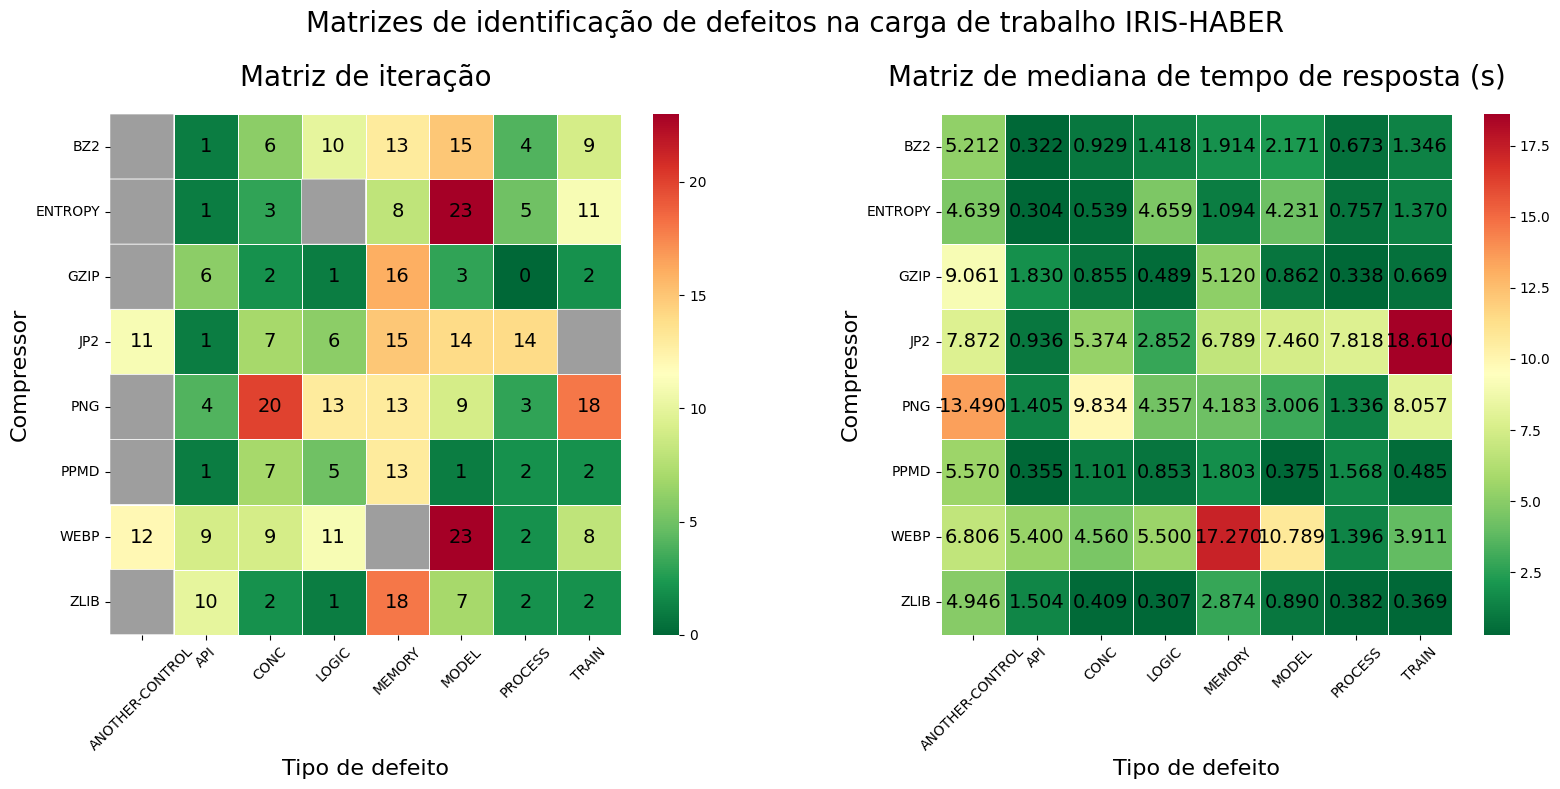 Matrizes de identificação de defeitos na carga de trabalho IRIS-HABER
Matriz de iteração
Compressor
BZ2 1 6 10 13 15 4 9
ENTROPY 1 3 8 23 5 11
GZIP 6 2 1 16 3 0 2
JP2 11 1 7 6 15 14 14
PNG 4 20 13 13 9 3 18
PPMD 1 7 5 13 1 2 2
WEBP 12 9 9 11 23 2 8
ZLIB 10 2 1 18 7 2 2
ANOTHER-CONTROL API CONC LOGIC MEMORY MODEL PROCESS TRAIN
Tipo de defeito
20
15
10
5
0
Matriz de mediana de tempo de resposta (s)
Compressor
BZ2 5.212 0.322 0.929 1.418 1.914 2.171 0.673 1.346
ENTROPY 4.639 0.304 0.539 4.659 1.094 4.231 0.757 1.370
GZIP 9.061 1.830 0.855 0.489 5.120 0.862 0.338 0.669
JP2 7.872 0.936 5.374 2.852 6.789 7.460 7.818 18.610
PNG 13.490 1.405 9.834 4.357 4.183 3.006 1.336 8.057
PPMD 5.570 0.355 1.101 0.853 1.803 0.375 1.568 0.485
WEBP 6.806 5.400 4.560 5.500 17.270 10.789 1.396 3.911
ZLIB 4.946 1.504 0.409 0.307 2.874 0.890 0.382 0.369
ANOTHER-CONTROL API CONC LOGIC MEMORY MODEL PROCESS TRAIN
Tipo de defeito
17.5
15.0
12.5
10.0
7.5
5.0
2.5